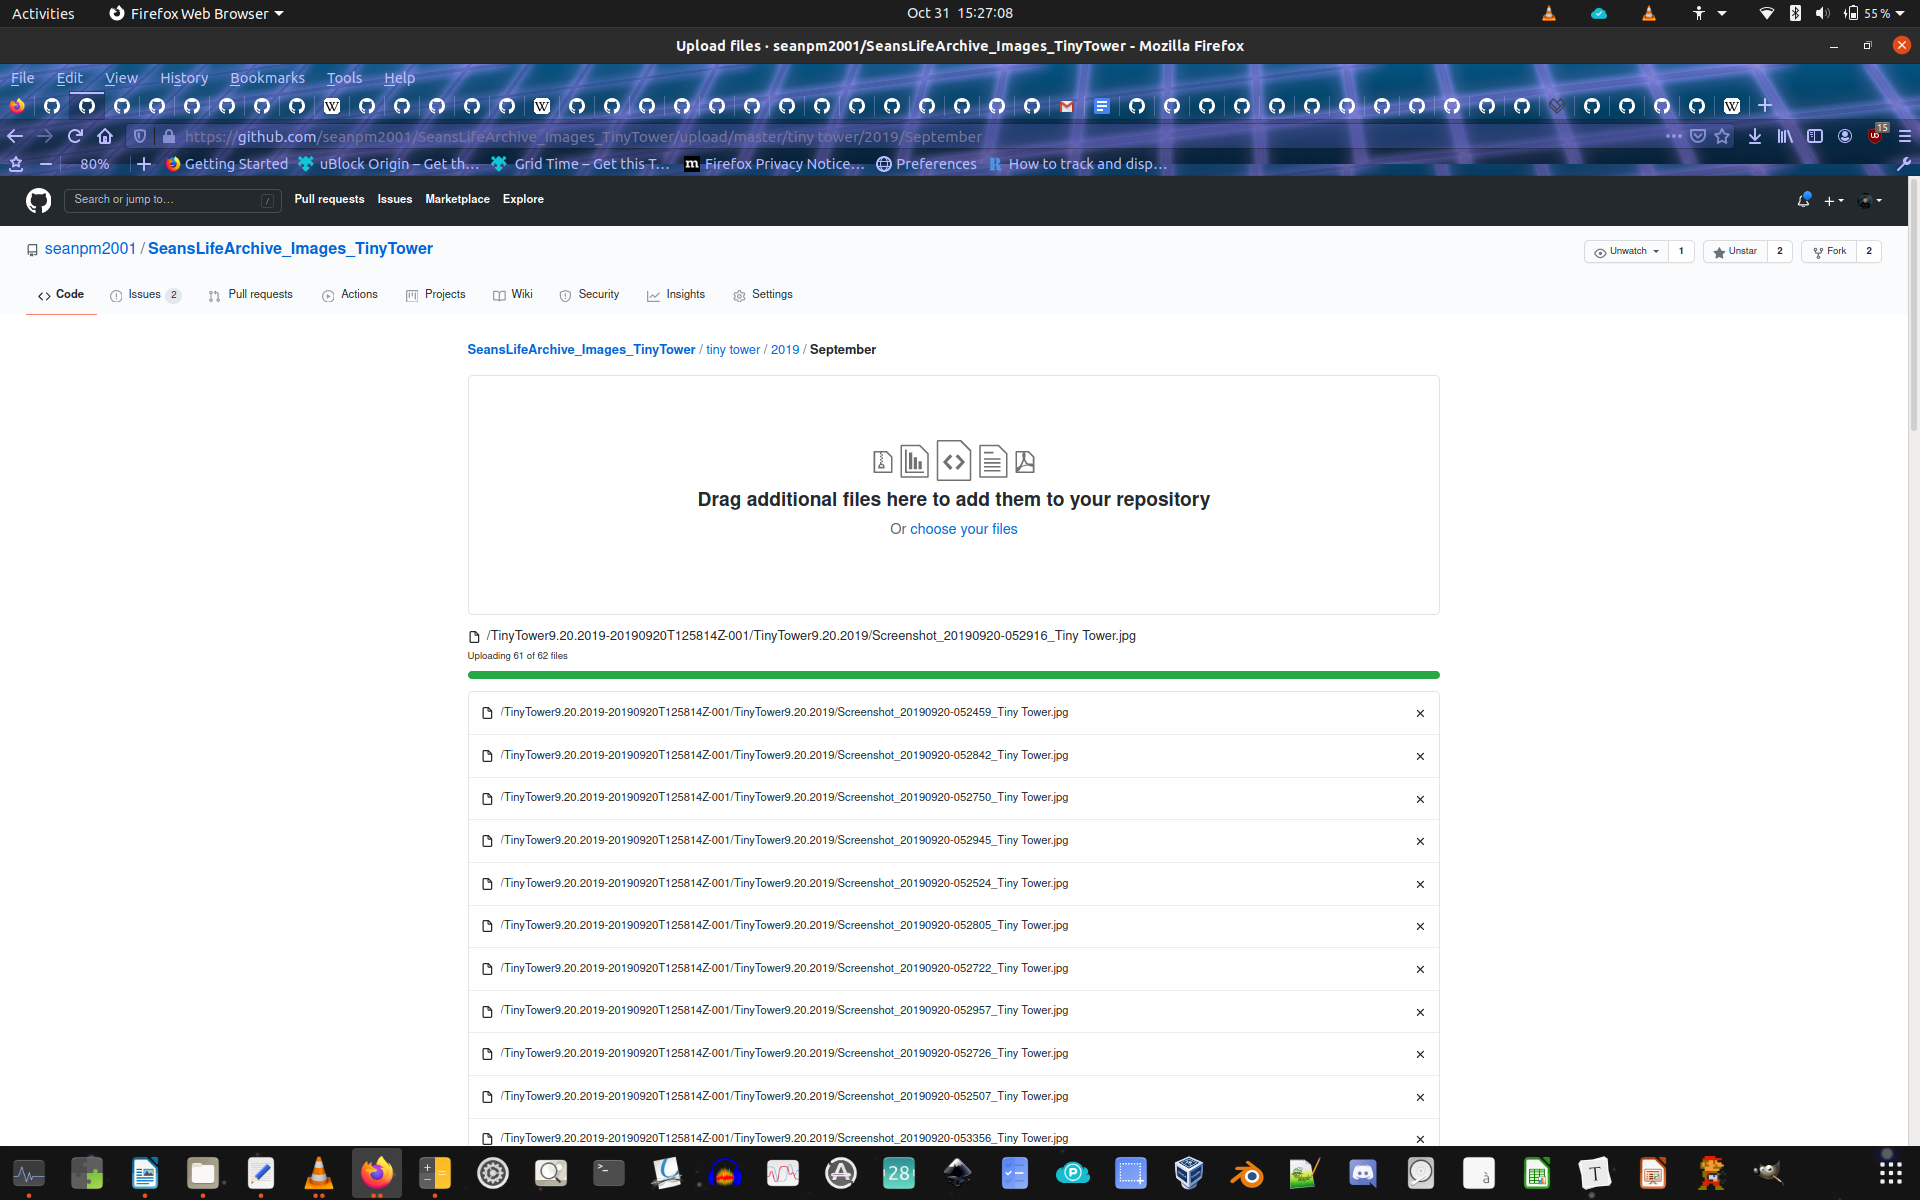 Activities Firefox Web Browser Oct 31 15:27:08 55 %
Upload files · seanpm2001/SeansLifeArchive_Images_TinyTower - Mozilla Firefox
File Edit View History Bookmarks Tools Help
https://github.com/seanpm2001/SeansLifeArchive_Images_TinyTower/upload/master/tiny tower/2019/September 15
80% Getting Started uBlock Origin – Get th… Grid Time – Get this T… Firefox Privacy Notice… Preferences How to track and disp…
Search or jump to… / Pull requests Issues Marketplace Explore
seanpm2001 / SeansLifeArchive_Images_TinyTower Unwatch 1 Unstar 2 Fork 2
Code Issues 2 Pull requests Actions Projects Wiki Security Insights Settings
SeansLifeArchive_Images_TinyTower / tiny tower / 2019 / September
Drag additional files here to add them to your repository
Or choose your files
/TinyTower9.20.2019-20190920T125814Z-001/TinyTower9.20.2019/Screenshot_20190920-052916_Tiny Tower.jpg
Uploading 61 of 62 files
/TinyTower9.20.2019-20190920T125814Z-001/TinyTower9.20.2019/Screenshot_20190920-052459_Tiny Tower.jpg
/TinyTower9.20.2019-20190920T125814Z-001/TinyTower9.20.2019/Screenshot_20190920-052842_Tiny Tower.jpg
/TinyTower9.20.2019-20190920T125814Z-001/TinyTower9.20.2019/Screenshot_20190920-052750_Tiny Tower.jpg
/TinyTower9.20.2019-20190920T125814Z-001/TinyTower9.20.2019/Screenshot_20190920-052945_Tiny Tower.jpg
/TinyTower9.20.2019-20190920T125814Z-001/TinyTower9.20.2019/Screenshot_20190920-052524_Tiny Tower.jpg
/TinyTower9.20.2019-20190920T125814Z-001/TinyTower9.20.2019/Screenshot_20190920-052805_Tiny Tower.jpg
/TinyTower9.20.2019-20190920T125814Z-001/TinyTower9.20.2019/Screenshot_20190920-052722_Tiny Tower.jpg
/TinyTower9.20.2019-20190920T125814Z-001/TinyTower9.20.2019/Screenshot_20190920-052957_Tiny Tower.jpg
/TinyTower9.20.2019-20190920T125814Z-001/TinyTower9.20.2019/Screenshot_20190920-052726_Tiny Tower.jpg
/TinyTower9.20.2019-20190920T125814Z-001/TinyTower9.20.2019/Screenshot_20190920-052507_Tiny Tower.jpg
/TinyTower9.20.2019-20190920T125814Z-001/TinyTower9.20.2019/Screenshot_20190920-053356_Tiny Tower.jpg
28